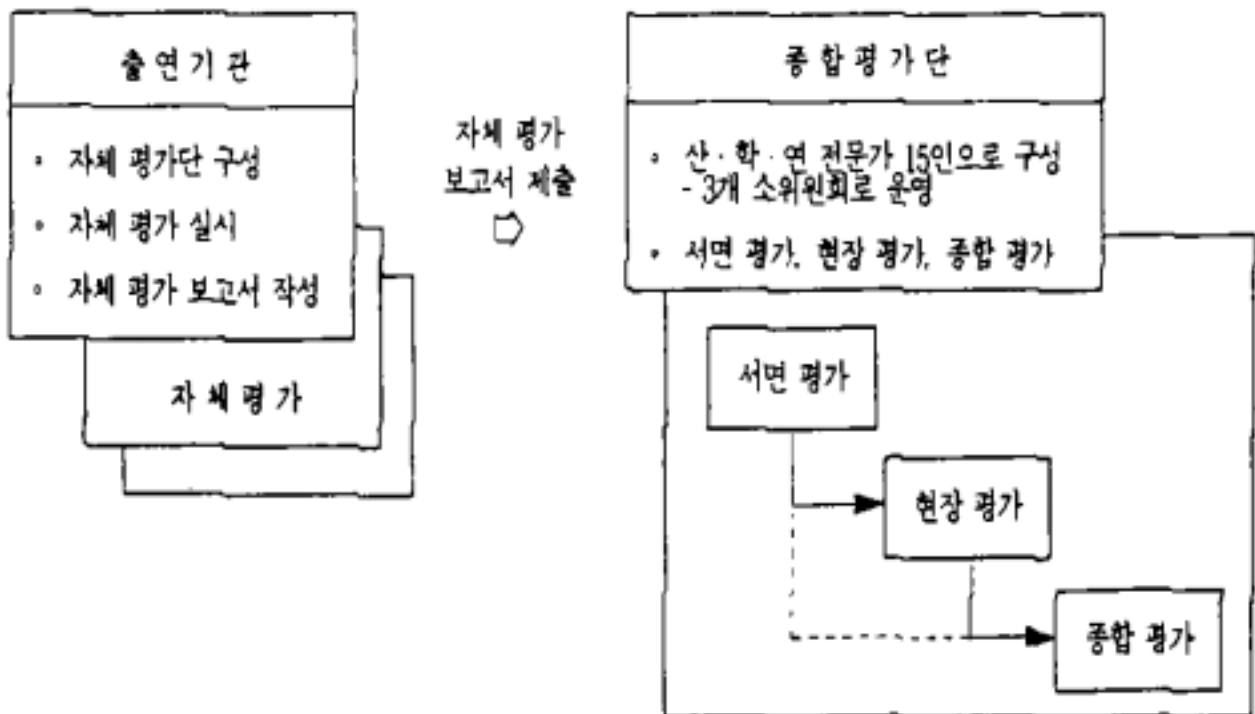 출연기관
◦ 자체 평가단 구성
◦ 자체 평가 실시
◦ 자체 평가 보고서 작성
자체평가
자체 평가
보고서 제출
종합평가단
◦ 산·학·연 전문가 15인으로 구성
- 3개 소위원회로 운영
◦ 서면 평가, 현장 평가, 종합 평가
서면 평가
현장 평가
종합 평가